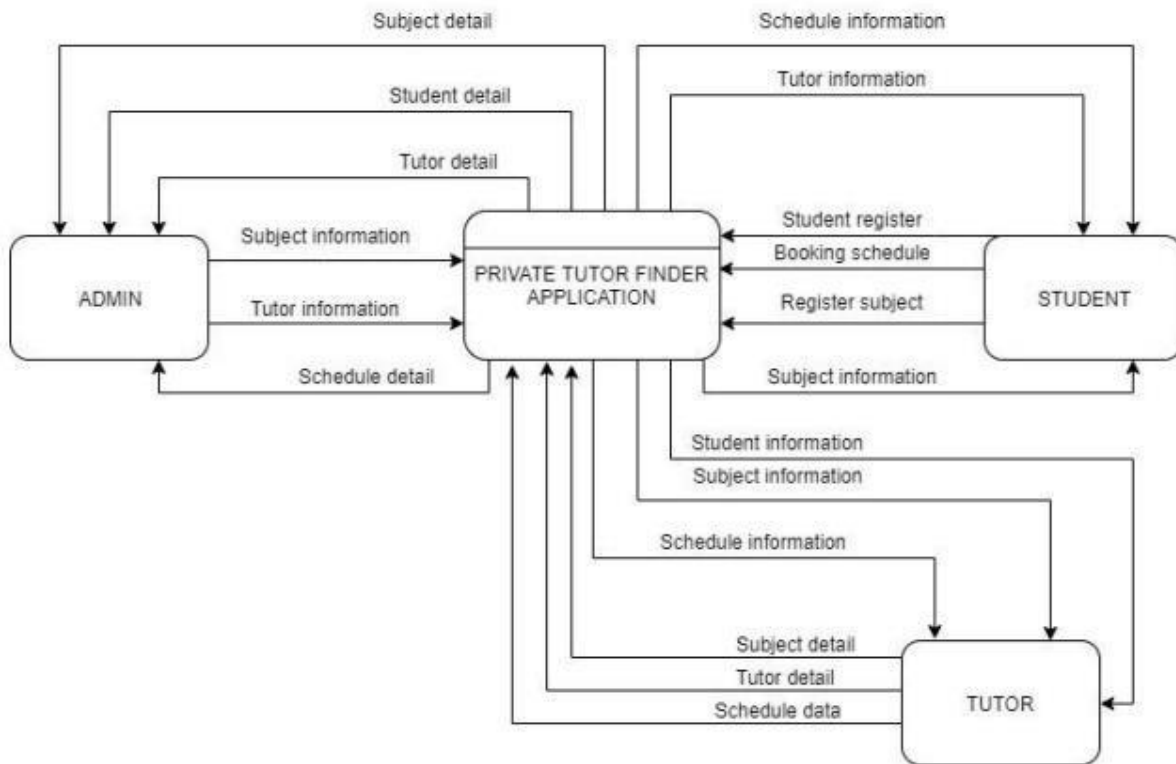 Subject detail
Schedule information
Student detail
Tutor information
Tutor detail
Subject information
Student register
Booking schedule
ADMIN
PRIVATE TUTOR FINDER
APPLICATION
STUDENT
Tutor information
Register subject
Schedule detail
Subject information
Student information
Subject information
Schedule information
Subject detail
Tutor detail
Schedule data
TUTOR